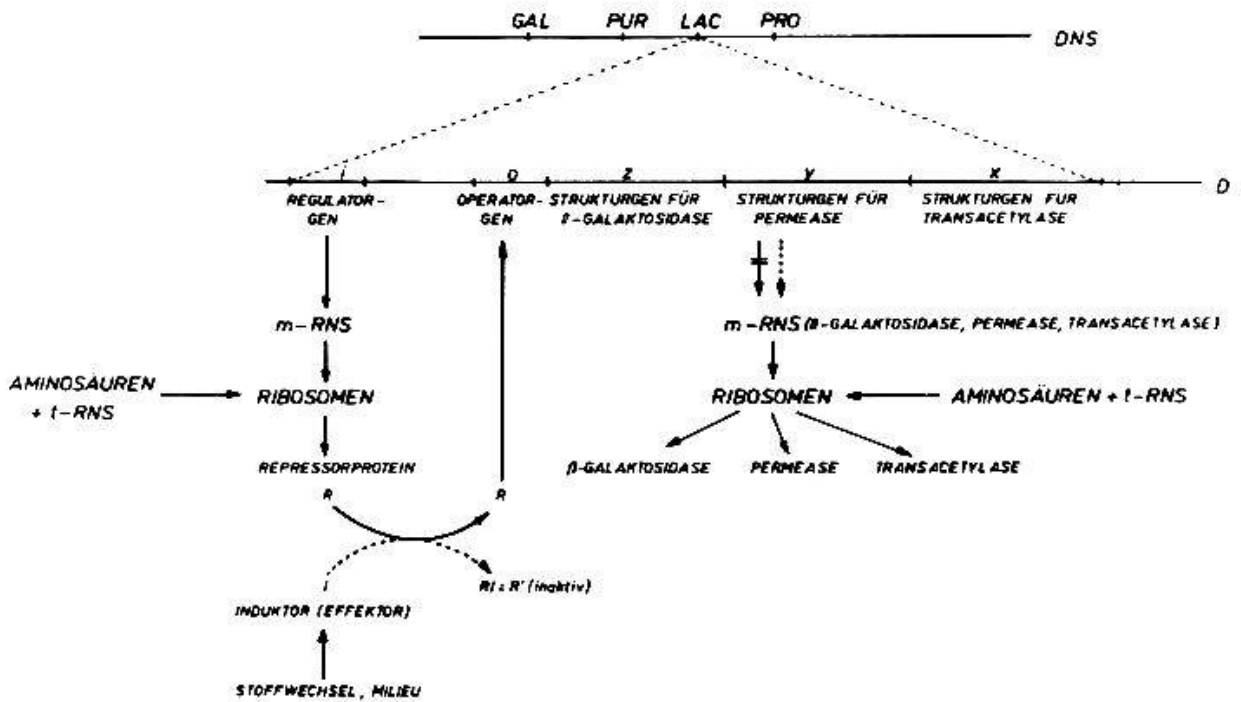 GAL PUR LAC PRO
DNS
i O Z Y X
D
REGULATOR-
GEN
OPERATOR-
GEN
STRUKTURGEN FÜR
β-GALAKTOSIDASE
STRUKTURGEN FÜR
PERMEASE
STRUKTURGEN FÜR
TRANSACETYLASE
m-RNS
m-RNS (β-GALAKTOSIDASE, PERMEASE, TRANSACETYLASE)
AMINOSÄUREN
+ t-RNS
RIBOSOMEN
RIBOSOMEN
AMINOSÄUREN + t-RNS
REPRESSORPROTEIN
β-GALAKTOSIDASE
PERMEASE
TRANSACETYLASE
R
R
I
RI = R' (inaktiv)
INDUKTOR (EFFEKTOR)
STOFFWECHSEL, MILIEU